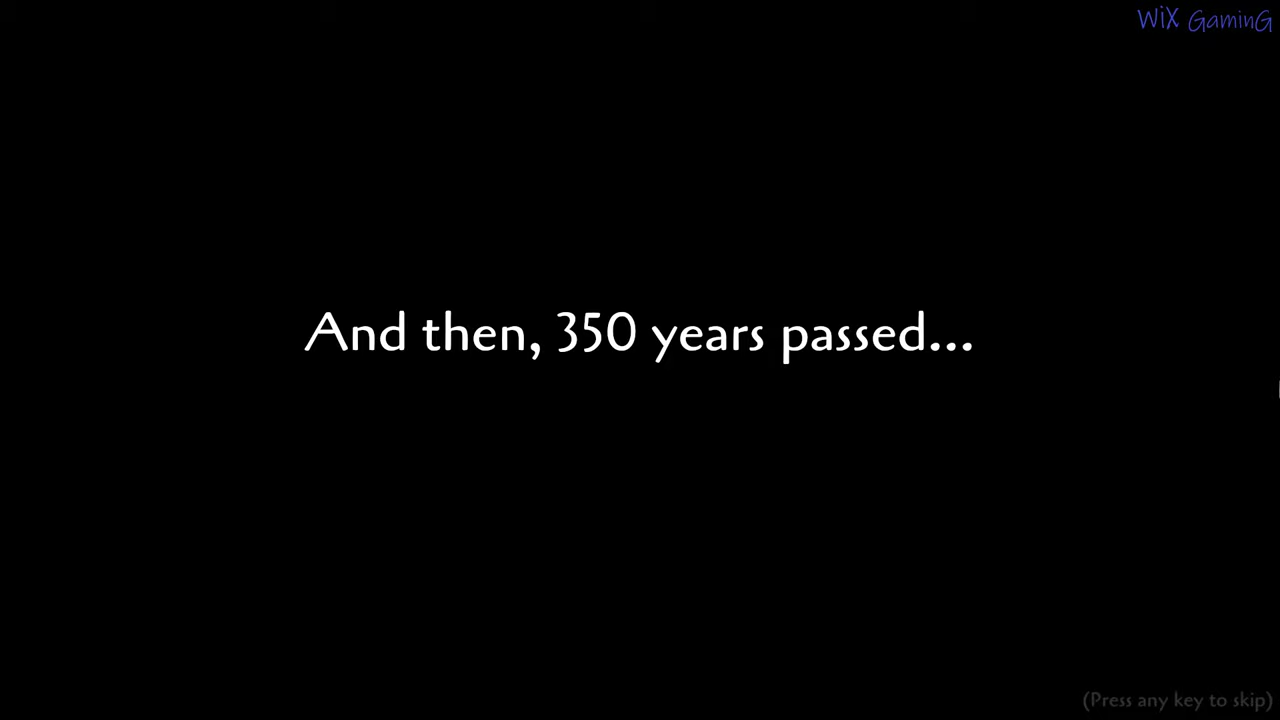 WiX GaminG
And then, 350 years passed...
(Press any key to skip)